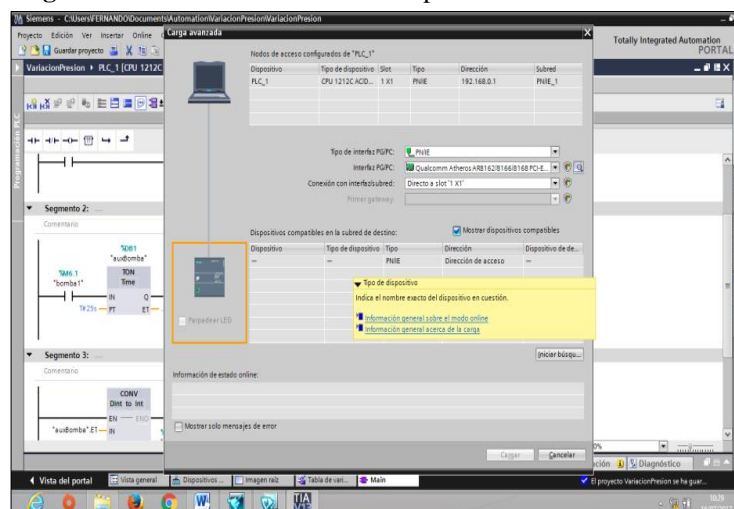 Siemens - C:\Users\FERNANDO\Documents\Automation\VariacionPresion\VariacionPresion
Proyecto Edición Ver Insertar Online
Guardar proyecto
Totally Integrated Automation
PORTAL
VariacionPresion ▸ PLC_1 [CPU 1212C
Carga avanzada
Nodos de acceso configurados de "PLC_1"
Dispositivo Tipo de dispositivo Slot Tipo Dirección Subred
PLC_1 CPU 1212C AC/D... 1 X1 PN/IE 192.168.0.1 PN/IE_1
Tipo de interfaz PG/PC: PN/IE
Interfaz PG/PC: Qualcomm Atheros AR8162/8166/8168 PCI-E...
Conexión con interfaz/subred: Directo a slot '1 X1'
Primer gateway:
Dispositivos compatibles en la subred de destino:
Mostrar dispositivos compatibles
Dispositivo Tipo de dispositivo Tipo Dirección Dispositivo de de...
— — PN/IE Dirección de acceso —
Tipo de dispositivo
Indica el nombre exacto del dispositivo en cuestión.
Información general sobre el modo online
Información general acerca de la carga
Parpadear LED
Iniciar búsqu...
Información de estado online:
Mostrar solo mensajes de error
Cargar Cancelar
Programación PLC
Segmento 2:
Comentario
%DB1
"auxBomba"
%M6.1
"bomba1"
TON
Time
IN Q
T#25s PT ET
Segmento 3:
Comentario
CONV
Dint to Int
EN ENO
"auxBomba".ET IN
Diagnóstico
Vista del portal Vista general Dispositivos ... Imagen raíz Tabla de vari... Main
El proyecto VariacionPresion se ha guar...
TIA
V13
10:29